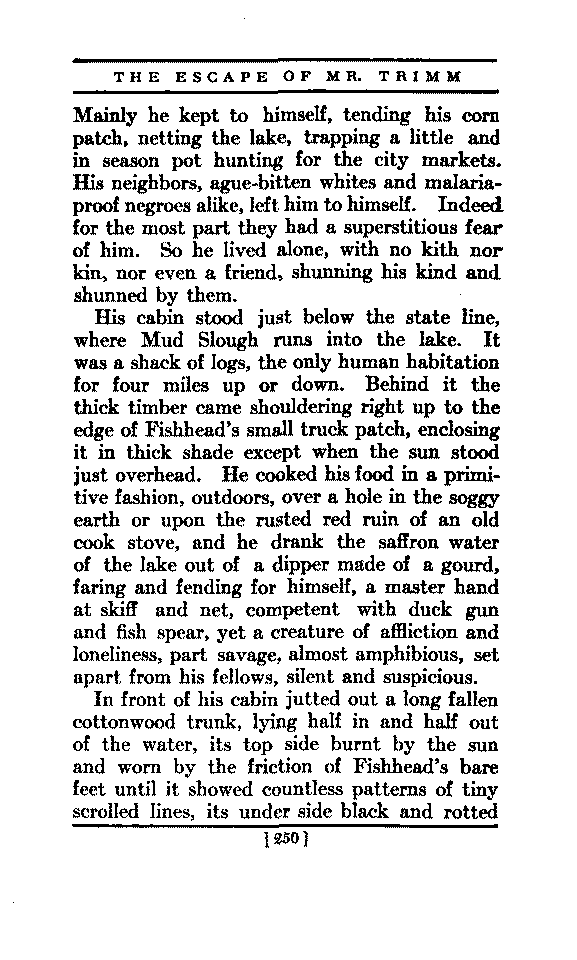 THE ESCAPE OF MR. TRIMM
Mainly he kept to himself, tending his corn
patch, netting the lake, trapping a little and
in season pot hunting for the city markets.
His neighbors, ague-bitten whites and malaria-
proof negroes alike, left him to himself. Indeed
for the most part they had a superstitious fear
of him. So he lived alone, with no kith nor
kin, nor even a friend, shunning his kind and
shunned by them.
His cabin stood just below the state line,
where Mud Slough runs into the lake. It
was a shack of logs, the only human habitation
for four miles up or down. Behind it the
thick timber came shouldering right up to the
edge of Fishhead's small truck patch, enclosing
it in thick shade except when the sun stood
just overhead. He cooked his food in a primi-
tive fashion, outdoors, over a hole in the soggy
earth or upon the rusted red ruin of an old
cook stove, and he drank the saffron water
of the lake out of a dipper made of a gourd,
faring and fending for himself, a master hand
at skiff and net, competent with duck gun
and fish spear, yet a creature of affliction and
loneliness, part savage, almost amphibious, set
apart from his fellows, silent and suspicious.
In front of his cabin jutted out a long fallen
cottonwood trunk, lying half in and half out
of the water, its top side burnt by the sun
and worn by the friction of Fishhead's bare
feet until it showed countless patterns of tiny
scrolled lines, its under side black and rotted
[250]